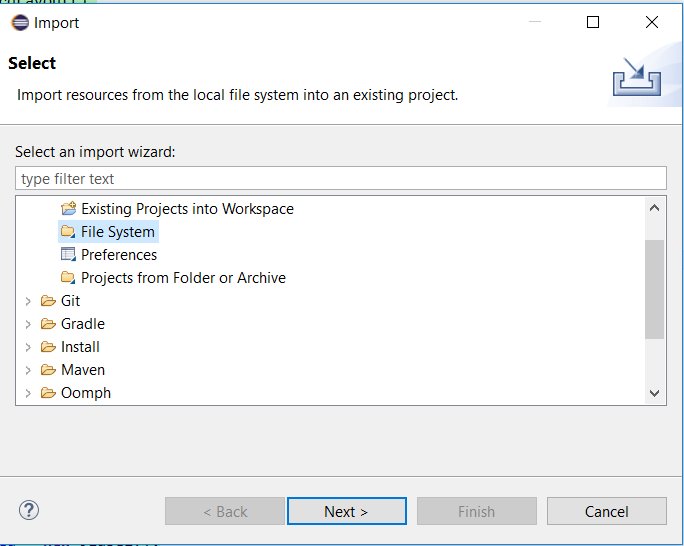 Import
Select
Import resources from the local file system into an existing project.
Select an import wizard:
type filter text
Existing Projects into Workspace
File System
Preferences
Projects from Folder or Archive
Git
Gradle
Install
Maven
Oomph
?
< Back Next > Finish Cancel